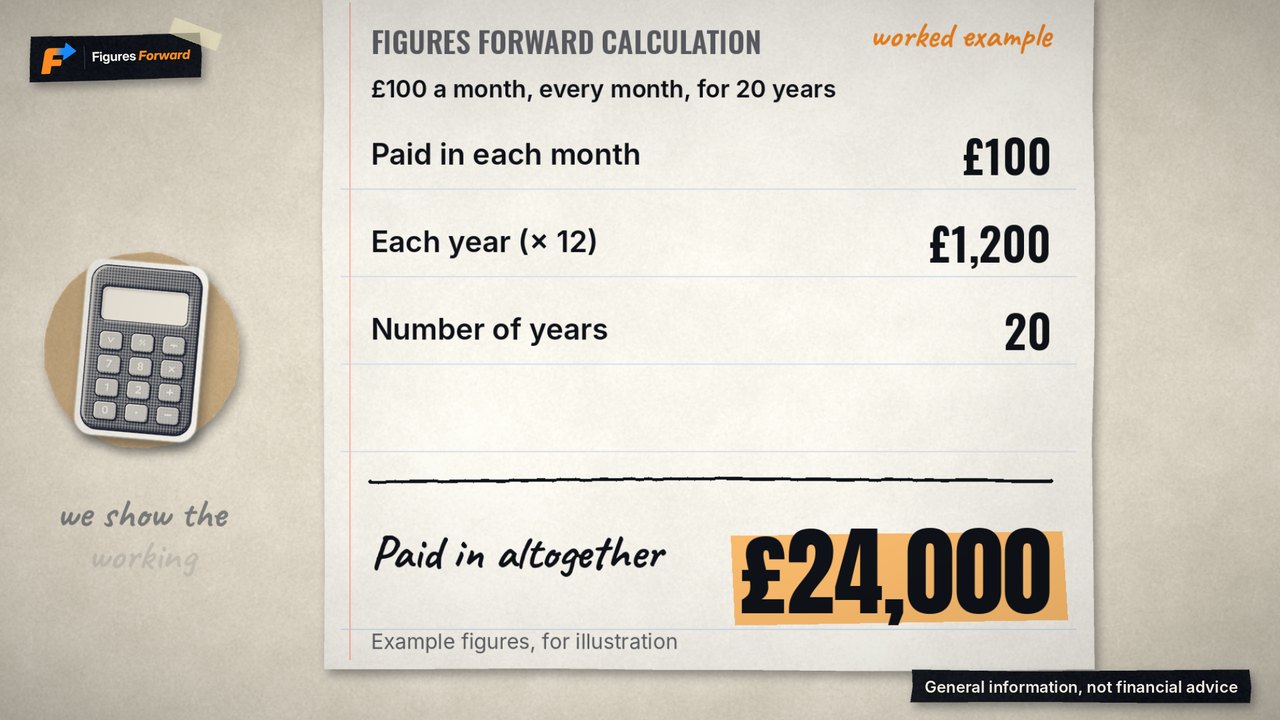 Figures Forward
FIGURES FORWARD CALCULATION
worked example
£100 a month, every month, for 20 years
Paid in each month
£100
Each year (× 12)
£1,200
Number of years
20
we show the
working
Paid in altogether
£24,000
Example figures, for illustration
General information, not financial advice